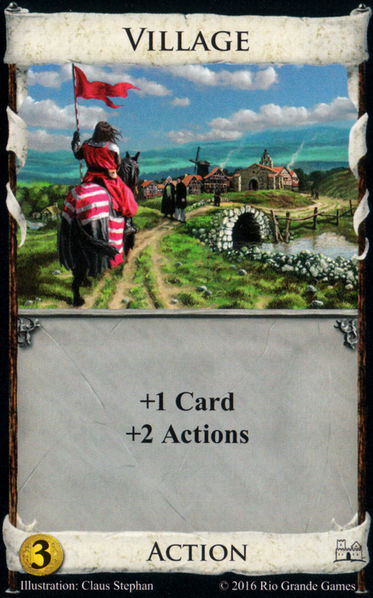 VILLAGE
+1 Card
+2 Actions
3
ACTION
Illustration: Claus Stephan
© 2016 Rio Grande Games